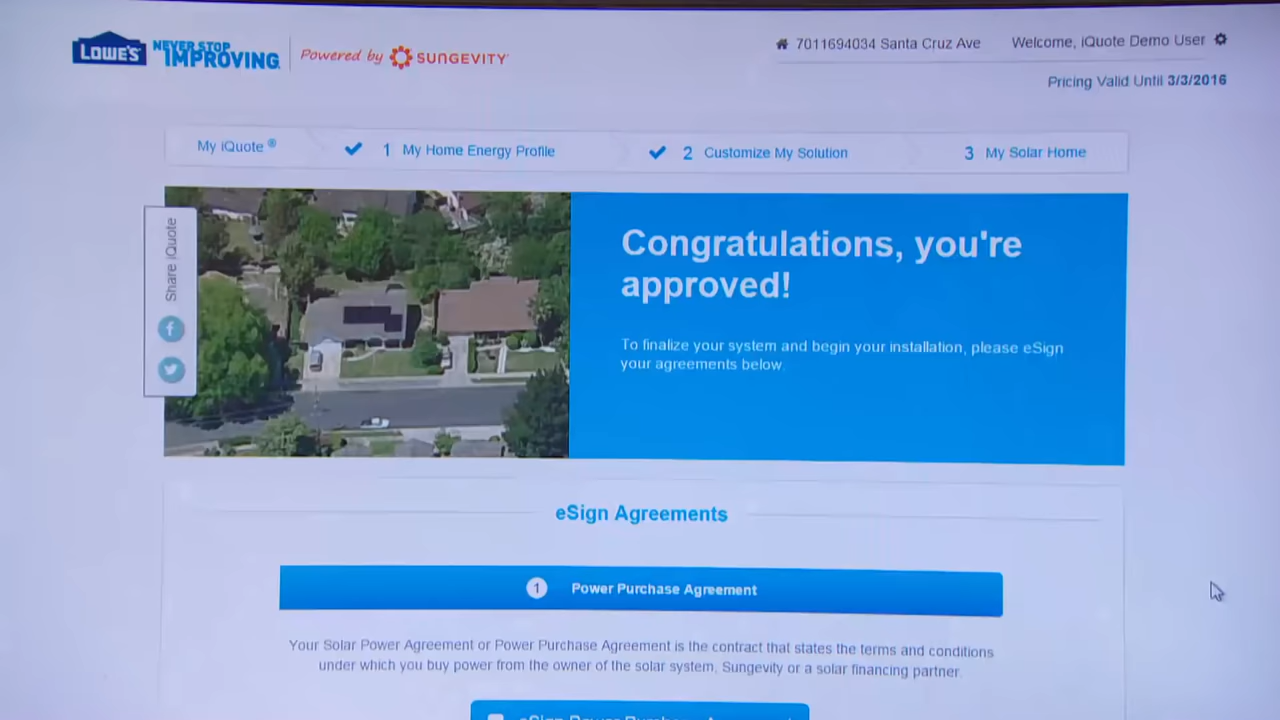 LOWE'S
NEVER STOP
IMPROVING
Powered by SUNGEVITY
7011694034 Santa Cruz Ave
Welcome, iQuote Demo User
Pricing Valid Until 3/3/2016
My iQuote ®
1 My Home Energy Profile
2 Customize My Solution
3 My Solar Home
Share iQuote
Congratulations, you're
approved!
To finalize your system and begin your installation, please eSign
your agreements below.
eSign Agreements
1 Power Purchase Agreement
Your Solar Power Agreement or Power Purchase Agreement is the contract that states the terms and conditions
under which you buy power from the owner of the solar system, Sungevity or a solar financing partner.
eSign Power Purchase Agreement